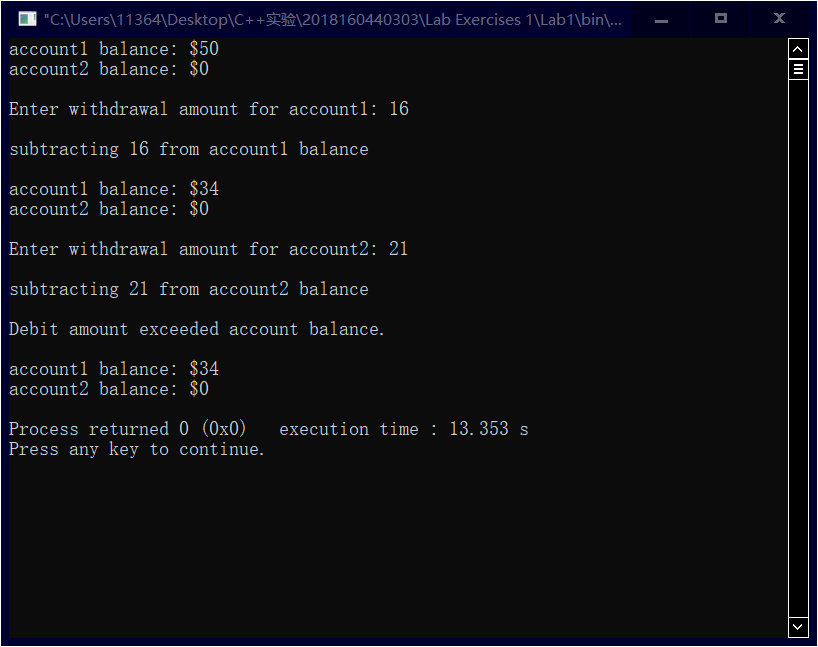 "C:\Users\11364\Desktop\C++实验\2018160440303\Lab Exercises 1\Lab1\bin\...
account1 balance: $50
account2 balance: $0
Enter withdrawal amount for account1: 16
subtracting 16 from account1 balance
account1 balance: $34
account2 balance: $0
Enter withdrawal amount for account2: 21
subtracting 21 from account2 balance
Debit amount exceeded account balance.
account1 balance: $34
account2 balance: $0
Process returned 0 (0x0)   execution time : 13.353 s
Press any key to continue.